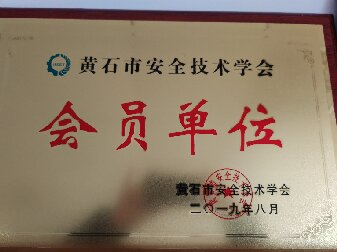 黄石市安全技术学会
会员单位
黄石市安全技术学会
二〇一九年八月